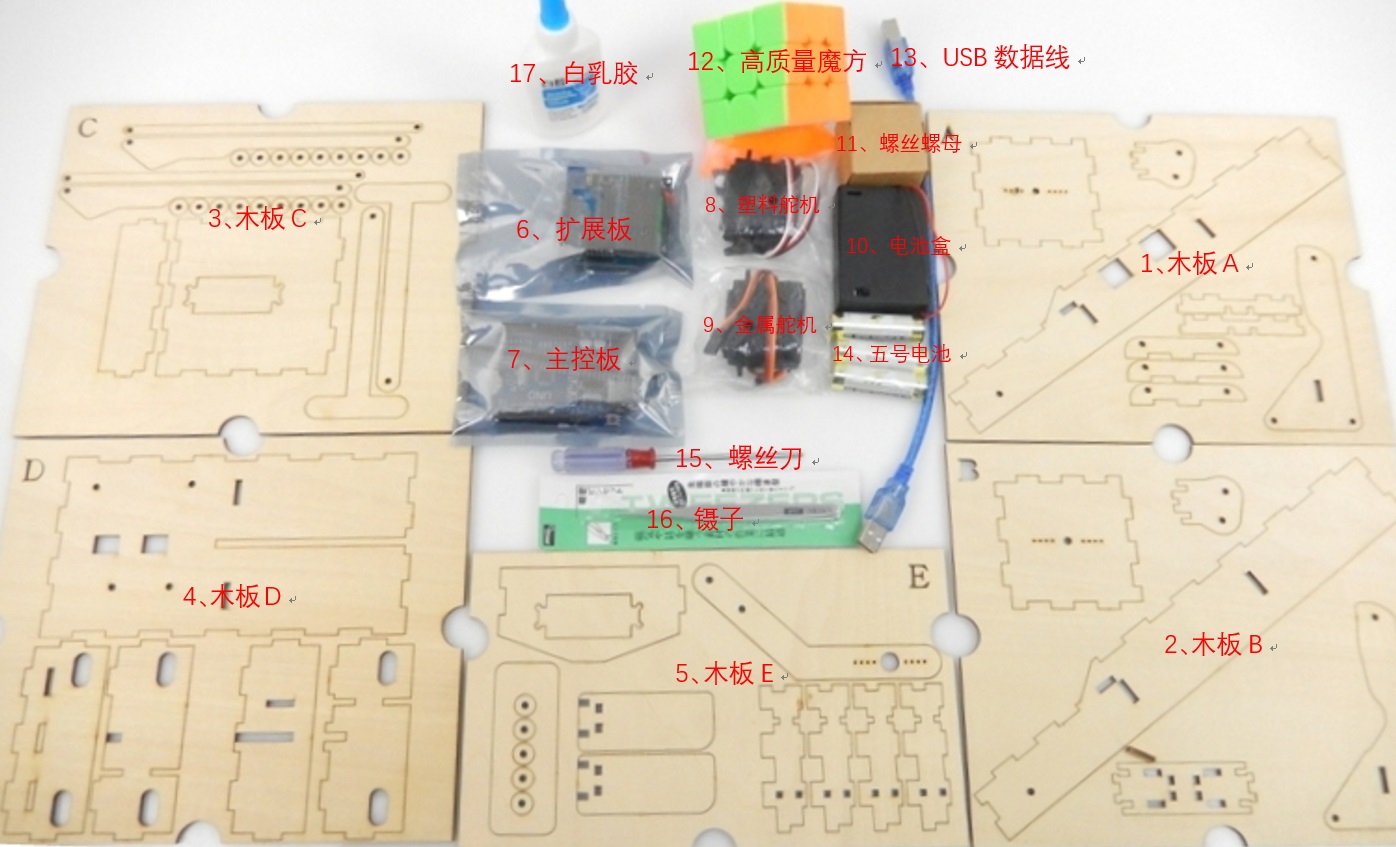 17、白乳胶
12、高质量魔方
13、USB 数据线
C
A
11、螺丝螺母
3、木板 C
6、扩展板
8、塑料舵机
10、电池盒
1、木板 A
7、主控板
9、金属舵机
14、五号电池
UNO
D
15、螺丝刀
B
TWEEZERS
16、镊子
4、木板 D
E
5、木板 E
2、木板 B